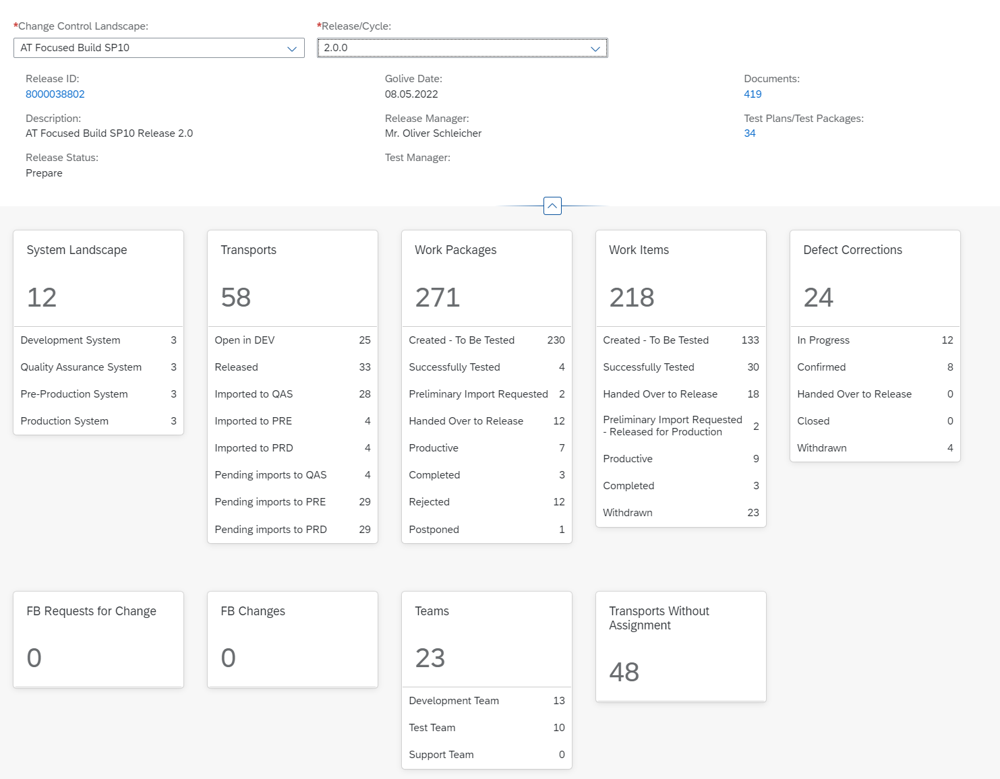 *Change Control Landscape:
AT Focused Build SP10
*Release/Cycle:
2.0.0
Release ID:
8000038802
Description:
AT Focused Build SP10 Release 2.0
Release Status:
Prepare
Golive Date:
08.05.2022
Release Manager:
Mr. Oliver Schleicher
Test Manager:
Documents:
419
Test Plans/Test Packages:
34
System Landscape
12
Development System 3
Quality Assurance System 3
Pre-Production System 3
Production System 3
Transports
58
Open in DEV 25
Released 33
Imported to QAS 28
Imported to PRE 4
Imported to PRD 4
Pending imports to QAS 4
Pending imports to PRE 29
Pending imports to PRD 29
Work Packages
271
Created - To Be Tested 230
Successfully Tested 4
Preliminary Import Requested 2
Handed Over to Release 12
Productive 7
Completed 3
Rejected 12
Postponed 1
Work Items
218
Created - To Be Tested 133
Successfully Tested 30
Handed Over to Release 18
Preliminary Import Requested
- Released for Production 2
Productive 9
Completed 3
Withdrawn 23
Defect Corrections
24
In Progress 12
Confirmed 8
Handed Over to Release 0
Closed 0
Withdrawn 4
FB Requests for Change
0
FB Changes
0
Teams
23
Development Team 13
Test Team 10
Support Team 0
Transports Without
Assignment
48